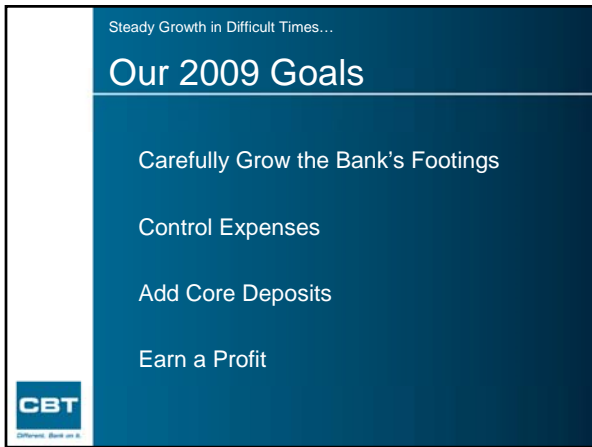 Steady Growth in Difficult Times…
Our 2009 Goals
Carefully Grow the Bank’s Footings
Control Expenses
Add Core Deposits
Earn a Profit
CBT
Different. Bank on it.